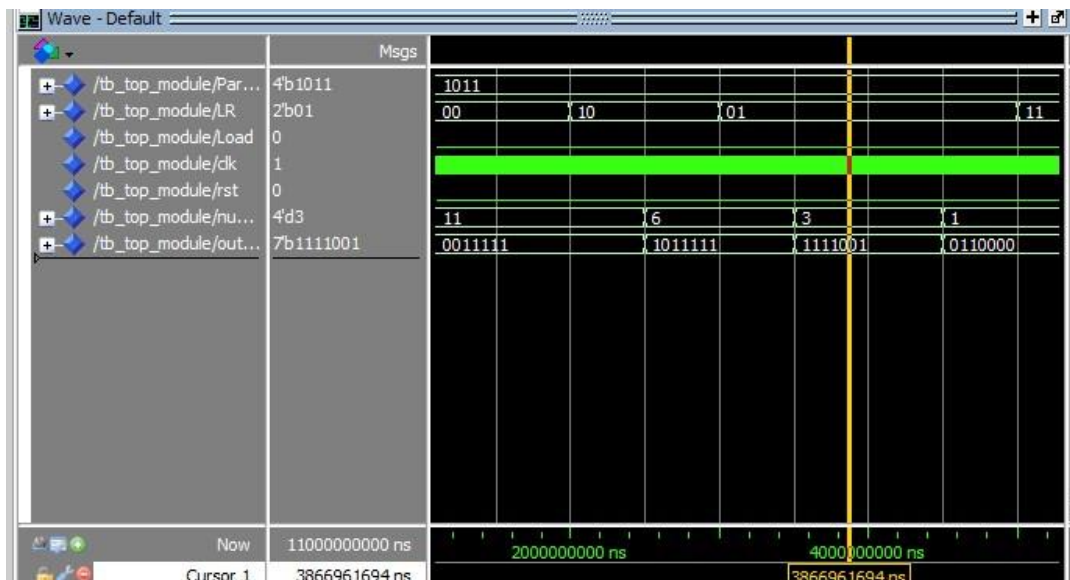 Wave - Default
Msgs
/tb_top_module/Par... 4'b1011 1011
/tb_top_module/LR 2'b01 00 10 01 11
/tb_top_module/Load 0
/tb_top_module/clk 1
/tb_top_module/rst 0
/tb_top_module/nu... 4'd3 11 6 3 1
/tb_top_module/out... 7'b1111001 0011111 1011111 1111001 0110000
Now 11000000000 ns 2000000000 ns 4000000000 ns
Cursor 1 3866961694 ns 3866961694 ns